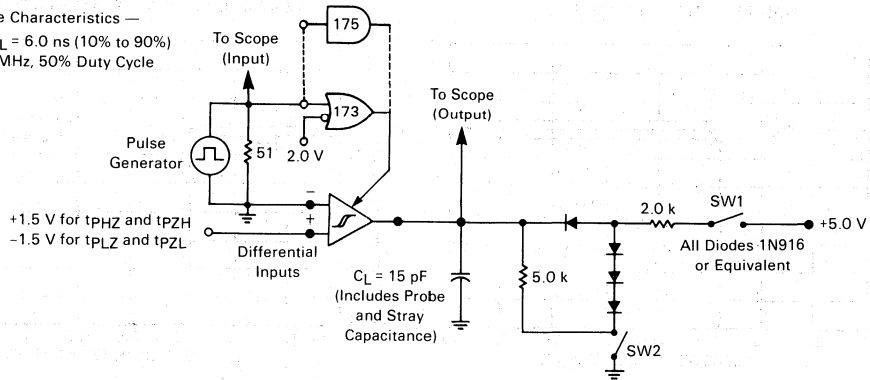 e Characteristics —
L = 6.0 ns (10% to 90%)
MHz, 50% Duty Cycle
To Scope
(Input)
175
173
To Scope
(Output)
Pulse
Generator
51
2.0 V
+1.5 V for tPHZ and tPZH
−1.5 V for tPLZ and tPZL
−
+
Differential
Inputs
CL = 15 pF
(Includes Probe
and Stray
Capacitance)
5.0 k
2.0 k
SW1
+5.0 V
All Diodes 1N916
or Equivalent
SW2